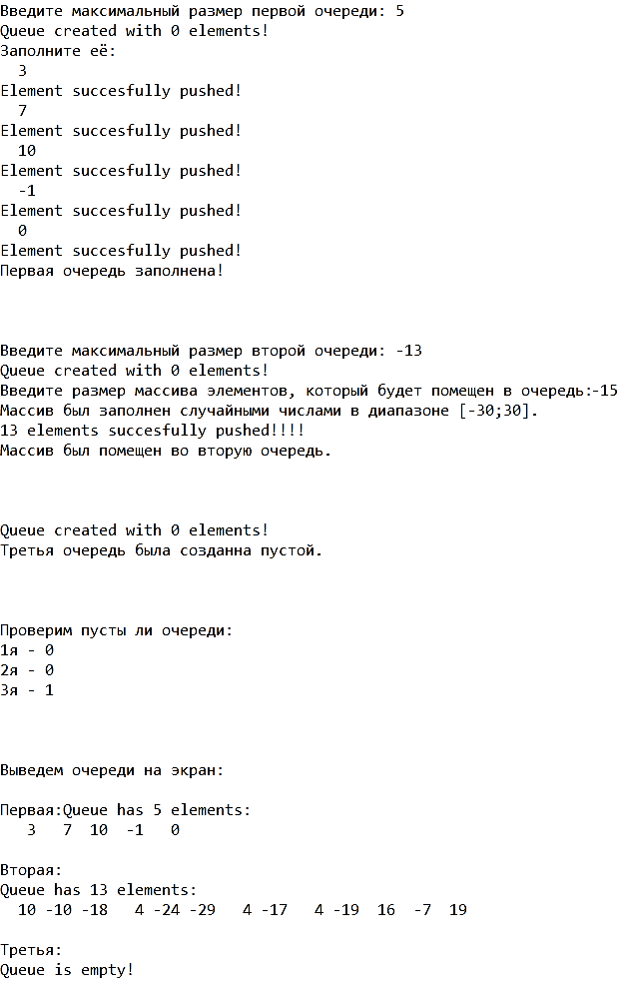 Введите максимальный размер первой очереди: 5
Queue created with 0 elements!
Заполните её:
3
Element succesfully pushed!
7
Element succesfully pushed!
10
Element succesfully pushed!
-1
Element succesfully pushed!
0
Element succesfully pushed!
Первая очередь заполнена!
Введите максимальный размер второй очереди: -13
Queue created with 0 elements!
Введите размер массива элементов, который будет помещен в очередь:-15
Массив был заполнен случайными числами в диапазоне [-30;30].
13 elements succesfully pushed!!!!
Массив был помещен во вторую очередь.
Queue created with 0 elements!
Третья очередь была созданна пустой.
Проверим пусты ли очереди:
1я - 0
2я - 0
3я - 1
Выведем очереди на экран:
Первая:Queue has 5 elements:
3 7 10 -1 0
Вторая:
Queue has 13 elements:
10 -10 -18 4 -24 -29 4 -17 4 -19 16 -7 19
Третья:
Queue is empty!